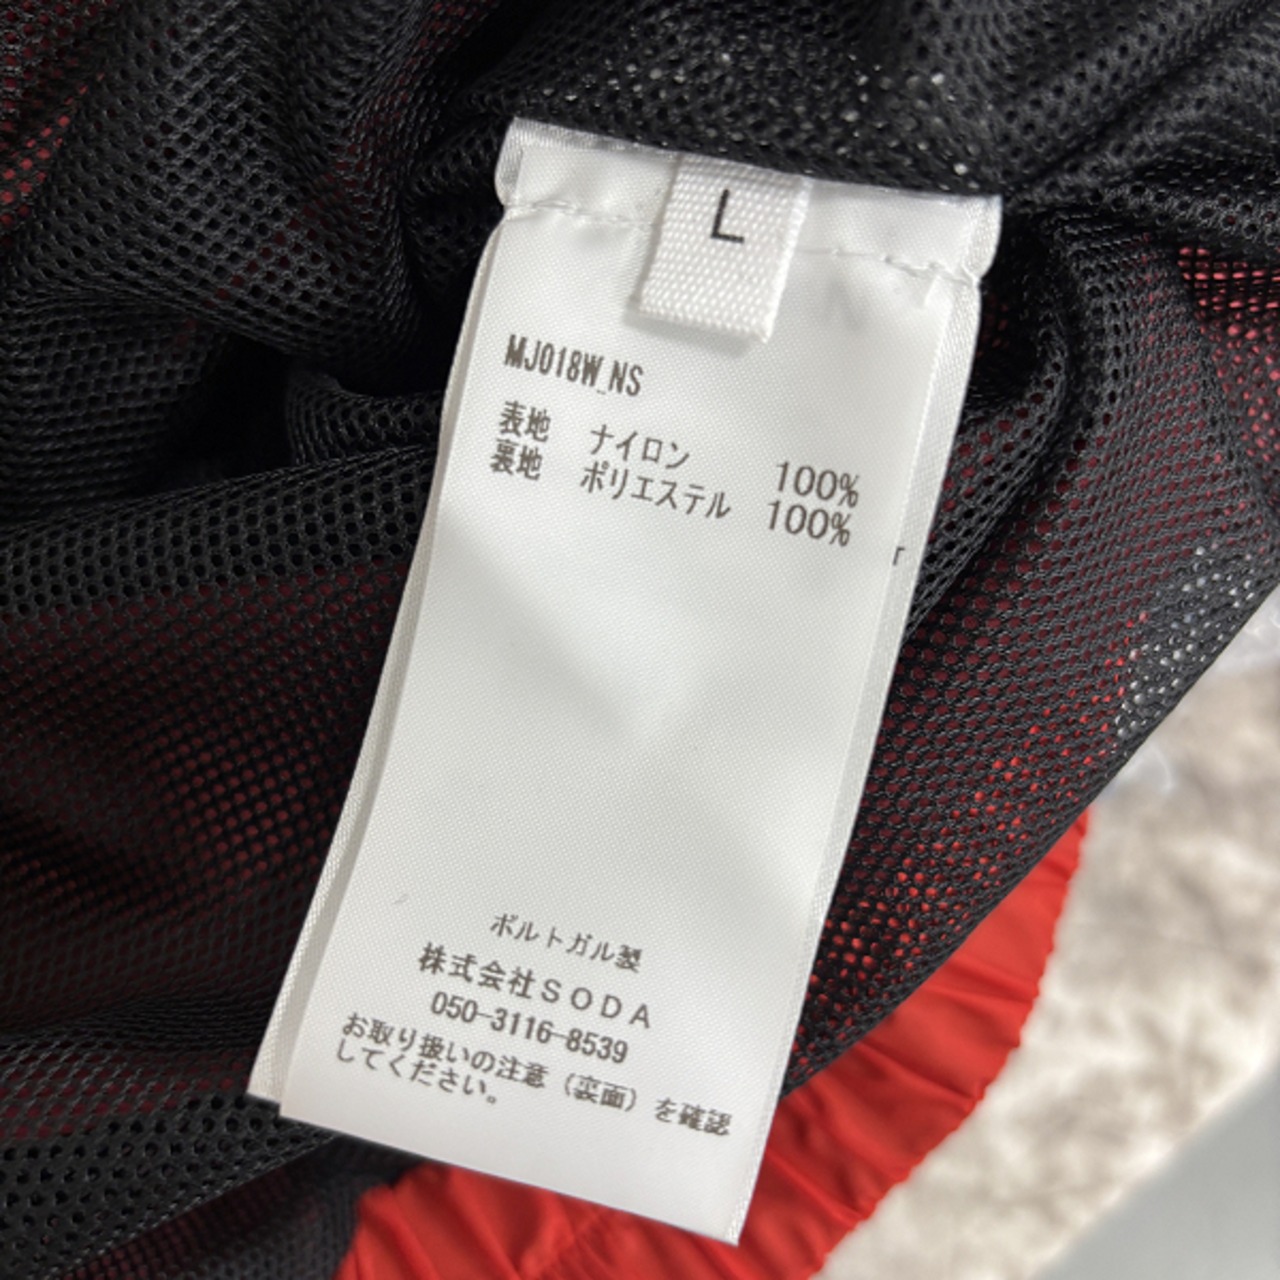 L
MJ018W_NS
表地 ナイロン 100%
裏地 ポリエステル 100%
ポルトガル製
株式会社SODA
050-3116-8539
お取り扱いの注意（裏面）を確認
してください。